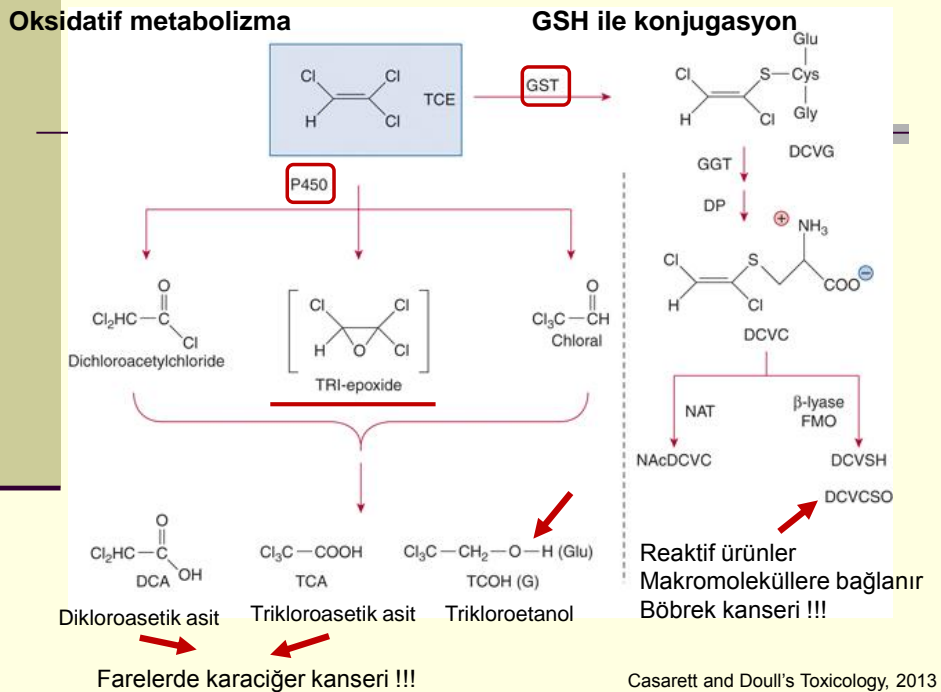 Oksidatif metabolizma
GSH ile konjugasyon
Cl Cl
H Cl
TCE
GST
Glu
Cl S Cys
H Cl Gly
DCVG
GGT
DP
P450
⊕ NH₃
Cl S
H Cl COO⊖
DCVC
O
Cl₂HC—C
Cl
Dichloroacetylchloride
Cl Cl
H O Cl
TRI-epoxide
O
Cl₃C—CH
Chloral
NAT
β-lyase
FMO
NAcDCVC
DCVSH
DCVCSO
O
Cl₂HC—C
OH
DCA
Cl₃C—COOH
TCA
Cl₃C—CH₂—O—H (Glu)
TCOH (G)
Dikloroasetik asit
Trikloroasetik asit
Trikloroetanol
Reaktif ürünler
Makromoleküllere bağlanır
Böbrek kanseri !!!
Farelerde karaciğer kanseri !!!
Casarett and Doull's Toxicology, 2013